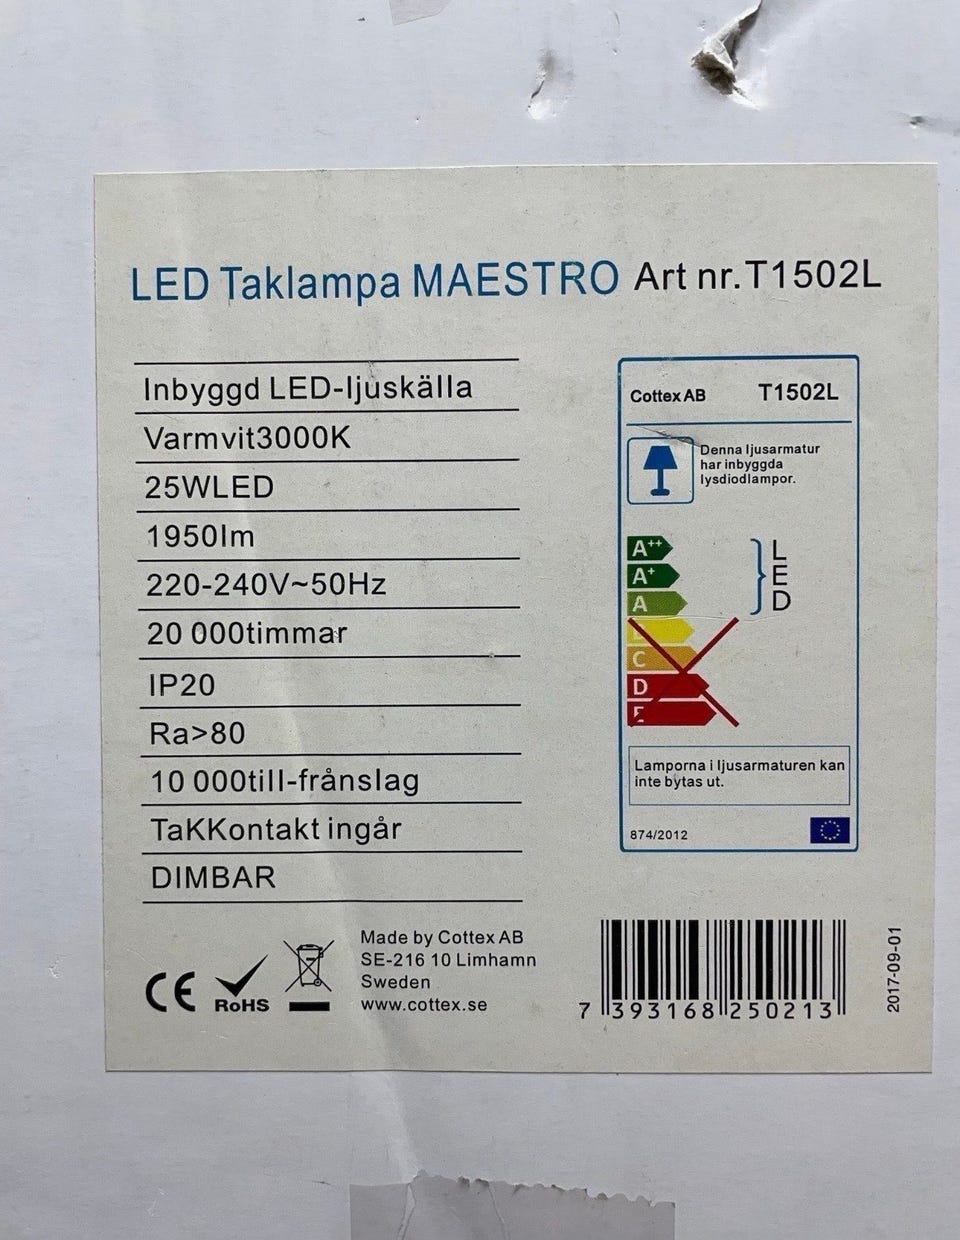 LED Taklampa MAESTRO Art nr.T1502L
Inbyggd LED-ljuskälla
Varmvit3000K
25WLED
1950lm
220-240V~50Hz
20 000timmar
IP20
Ra>80
10 000till-frånslag
TaKKontakt ingår
DIMBAR
Cottex AB T1502L
Denna ljusarmatur
har inbyggda
lysdiodlampor.
A++
A+
A
C
D
E
L
E
D
Lamporna i ljusarmaturen kan
inte bytas ut.
874/2012
CE
RoHS
Made by Cottex AB
SE-216 10 Limhamn
Sweden
www.cottex.se
7 393168 250213
2017-09-01